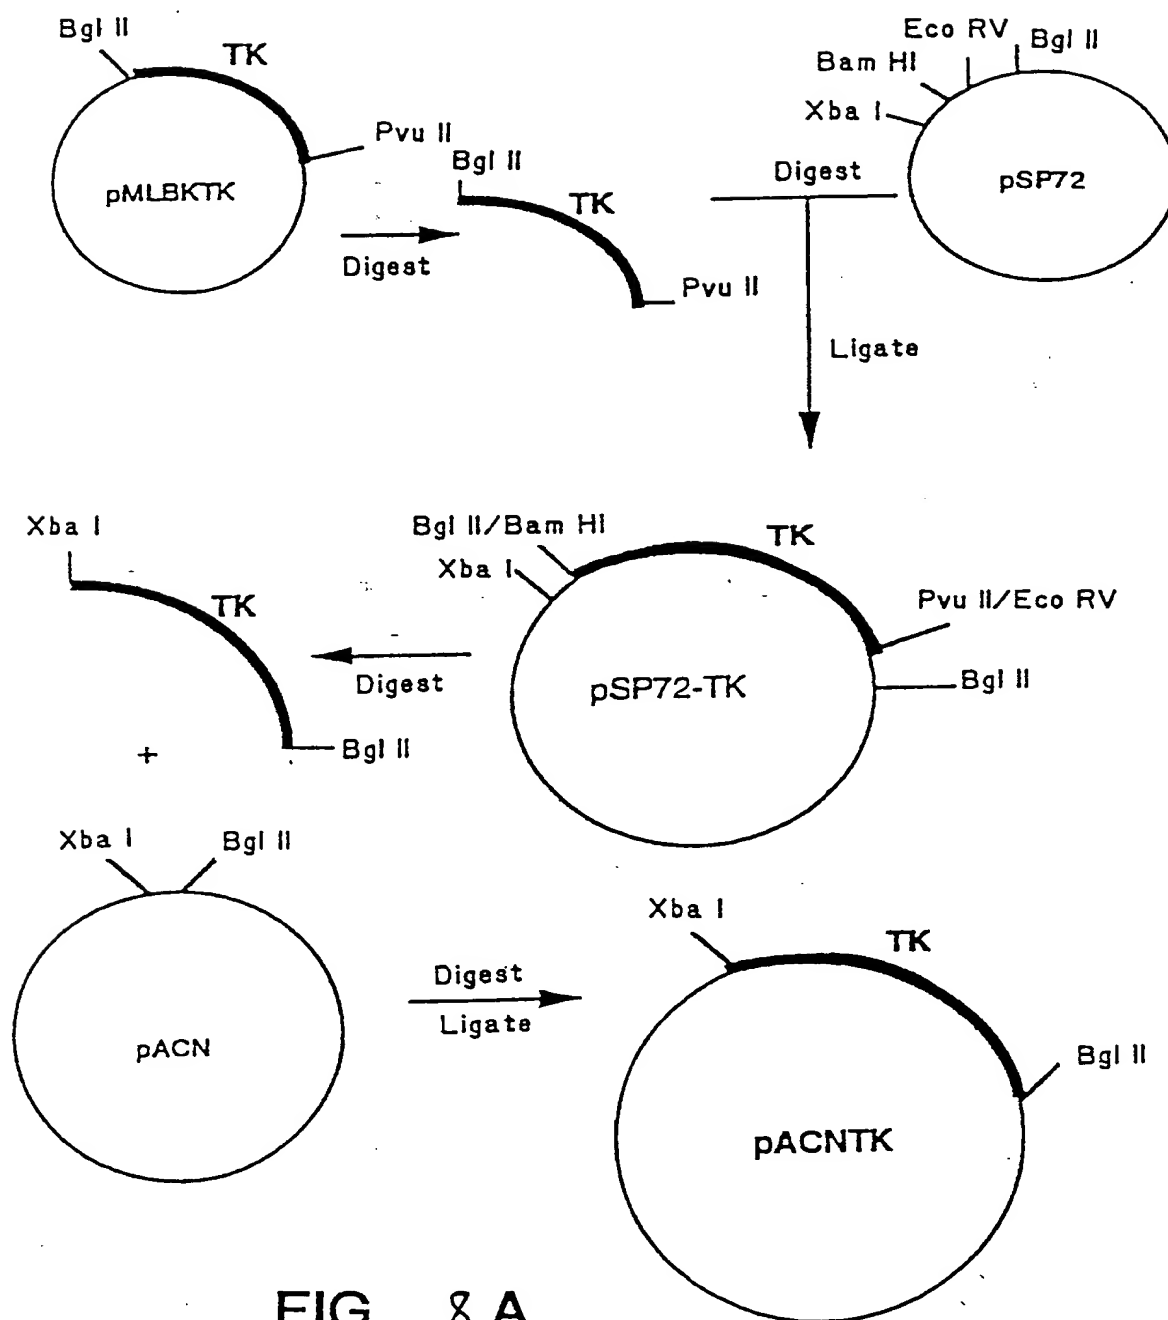 Bgl II
TK
Pvu II
pMLBKTK
Digest
Bgl II
TK
Pvu II
Eco RV
Bgl II
Bam HI
Xba I
pSP72
Digest
Ligate
Xba I
TK
Bgl II
Digest
Bgl II/Bam HI
Xba I
TK
Pvu II/Eco RV
Bgl II
pSP72-TK
+
Xba I
Bgl II
pACN
Digest
Ligate
Xba I
TK
Bgl II
pACNTK
FIG 8 A